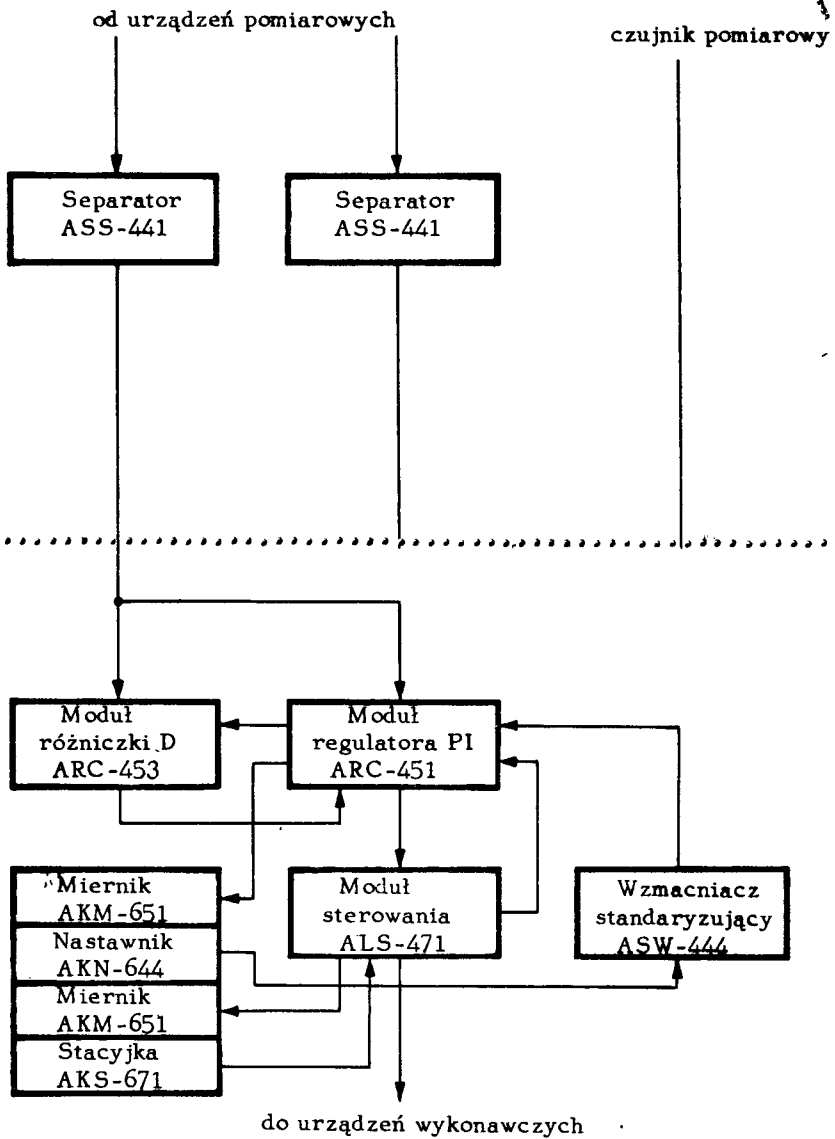 od urządzeń pomiarowych
czujnik pomiarowy
Separator
ASS-441
Separator
ASS-441
Moduł
różniczki D
ARC-453
Moduł
regulatora PI
ARC-451
Miernik
AKM-651
Nastawnik
AKN-644
Miernik
AKM-651
Stacyjka
AKS-671
Moduł
sterowania
ALS-471
Wzmacniacz
standaryzujący
ASW-444
do urządzeń wykonawczych